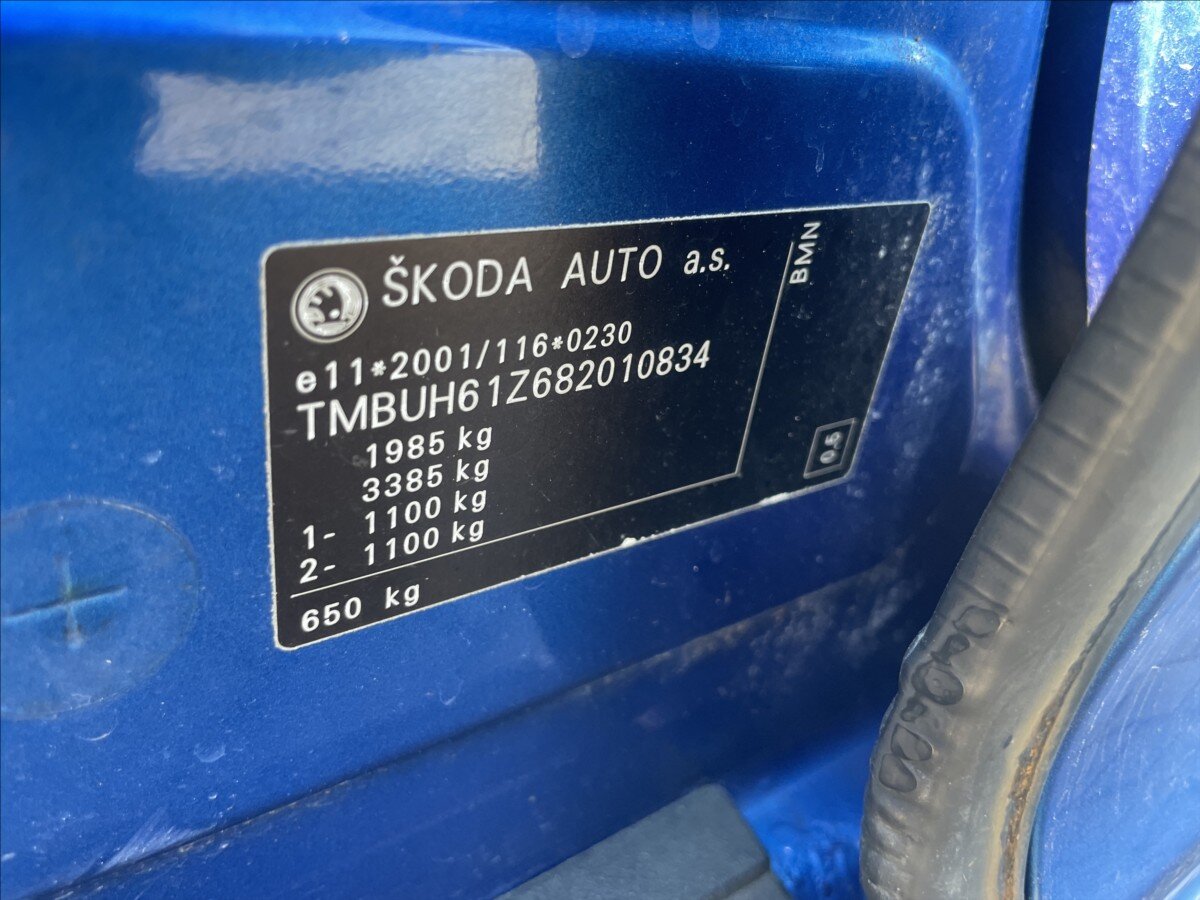 ŠKODA AUTO a.s.
BMN
e11*2001/116*0230
TMBUH61Z682010834
1985 kg
3385 kg
1- 1100 kg
2- 1100 kg
650 kg
0.5